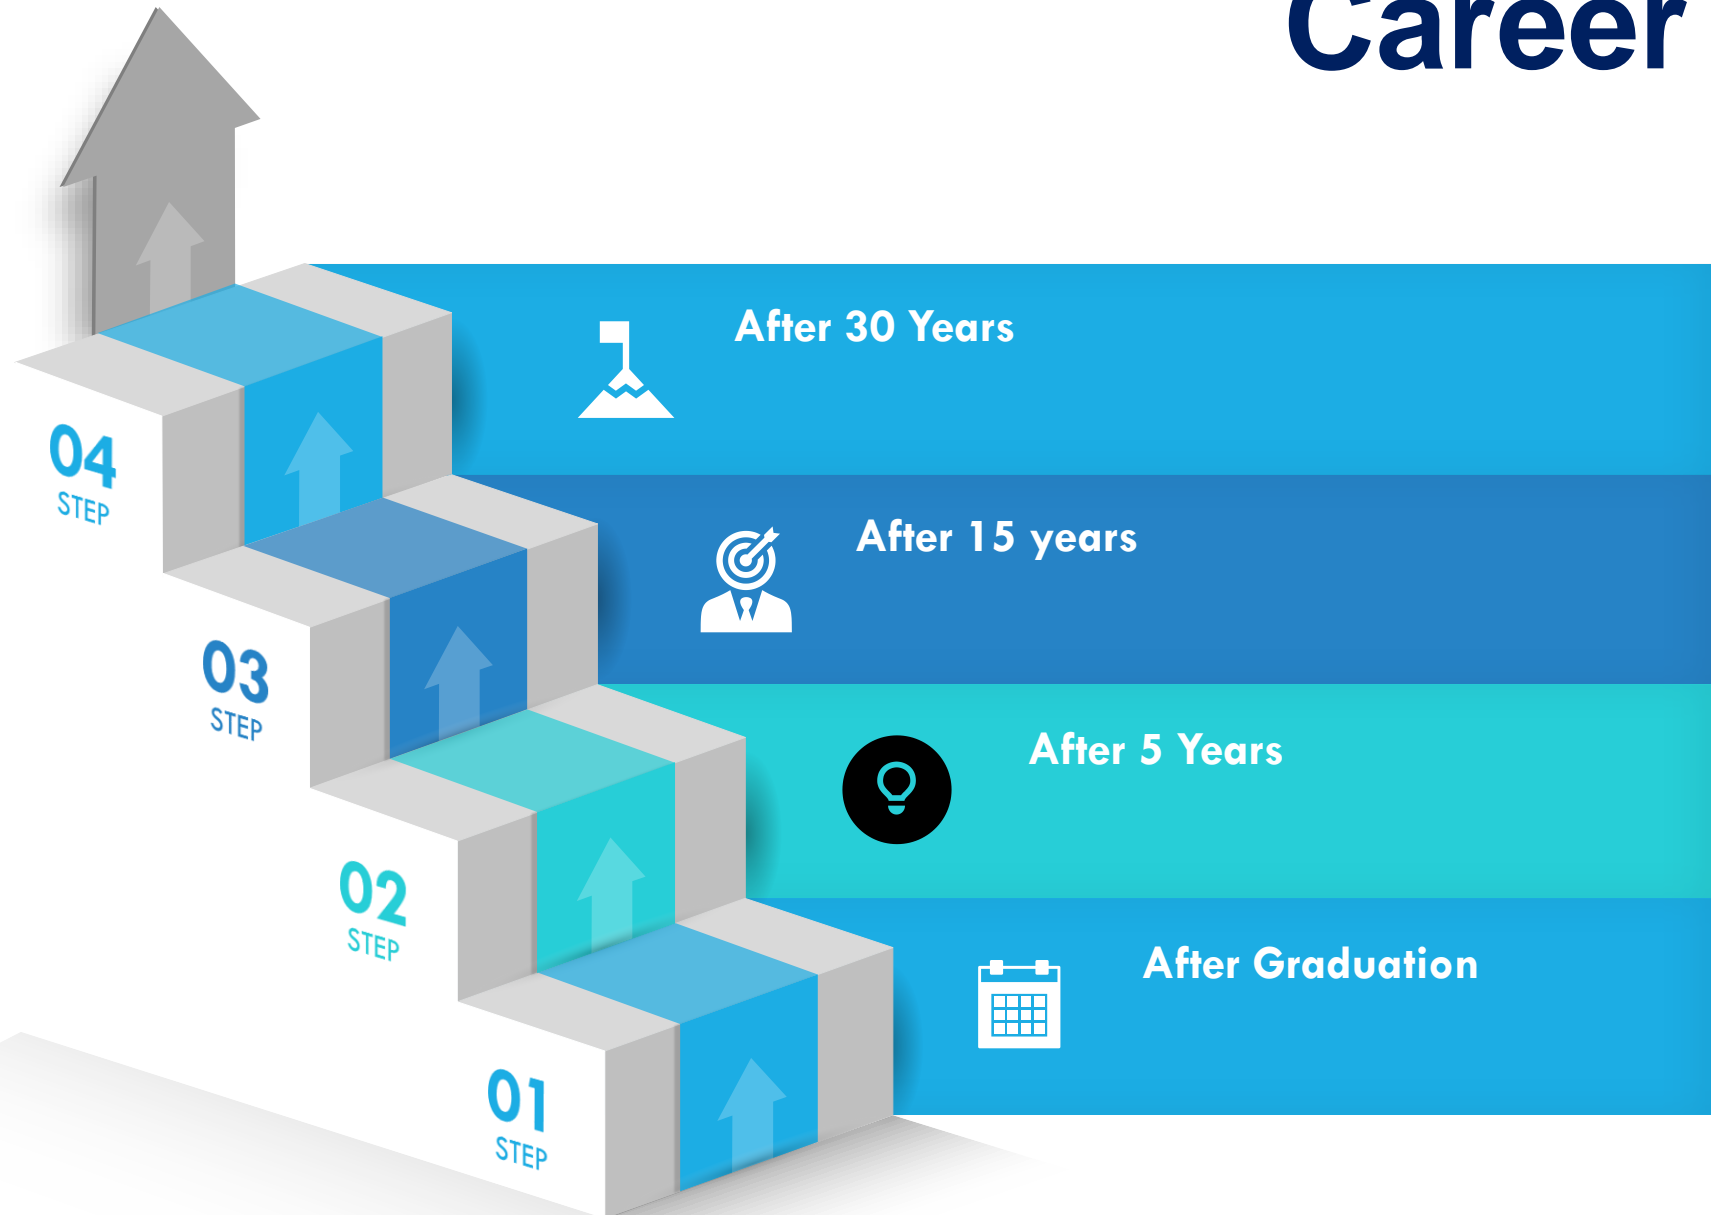 Career
After 30 Years
04
STEP
After 15 years
03
STEP
After 5 Years
02
STEP
After Graduation
01
STEP